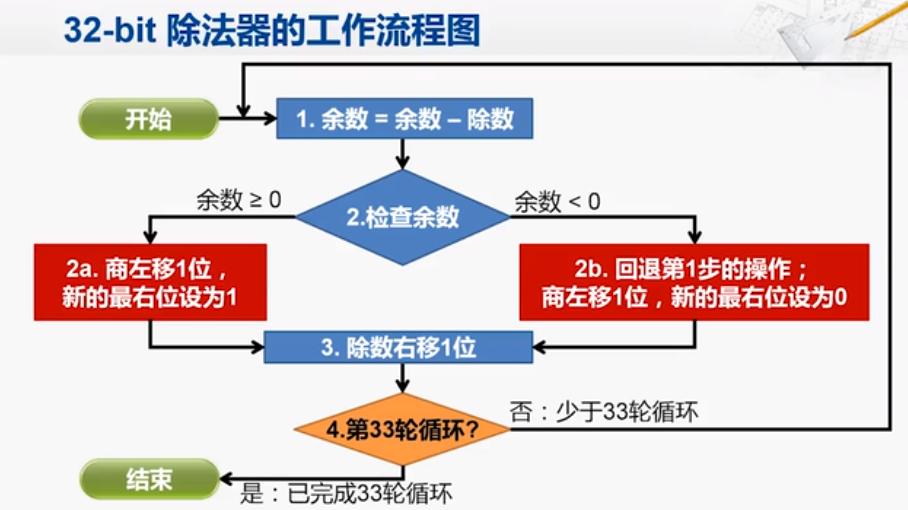 32-bit 除法器的工作流程图
开始
1. 余数 = 余数 – 除数
余数 ≥ 0
2.检查余数
余数 < 0
2a. 商左移1位，
新的最右位设为1
2b. 回退第1步的操作；
商左移1位，新的最右位设为0
3. 除数右移1位
4.第33轮循环?
否：少于33轮循环
结束
是：已完成33轮循环